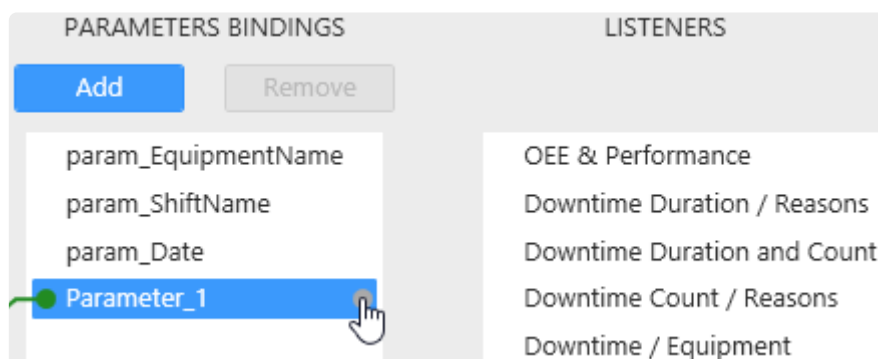 PARAMETERS BINDINGS LISTENERS
Add Remove
param_EquipmentName OEE & Performance
param_ShiftName Downtime Duration / Reasons
param_Date Downtime Duration and Count
Parameter_1 Downtime Count / Reasons
Downtime / Equipment